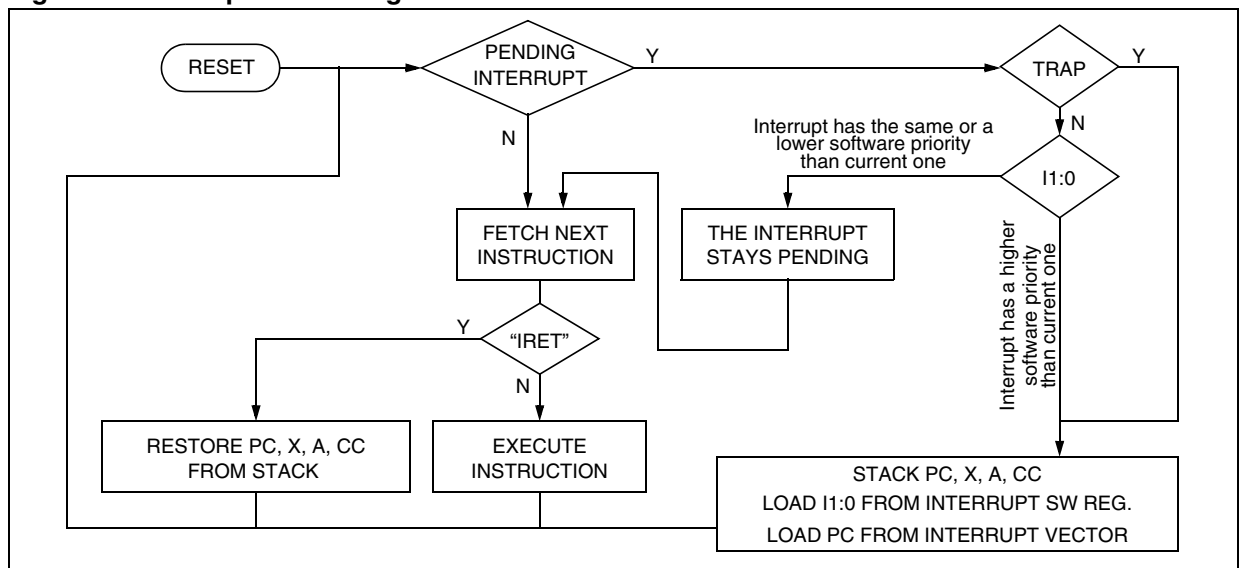 RESET
PENDING
INTERRUPT
Y
TRAP
Y
N
N
Interrupt has the same or a
lower software priority
than current one
I1:0
FETCH NEXT
INSTRUCTION
THE INTERRUPT
STAYS PENDING
Interrupt has a higher
software priority
than current one
Y
“IRET”
N
RESTORE PC, X, A, CC
FROM STACK
EXECUTE
INSTRUCTION
STACK PC, X, A, CC
LOAD I1:0 FROM INTERRUPT SW REG.
LOAD PC FROM INTERRUPT VECTOR